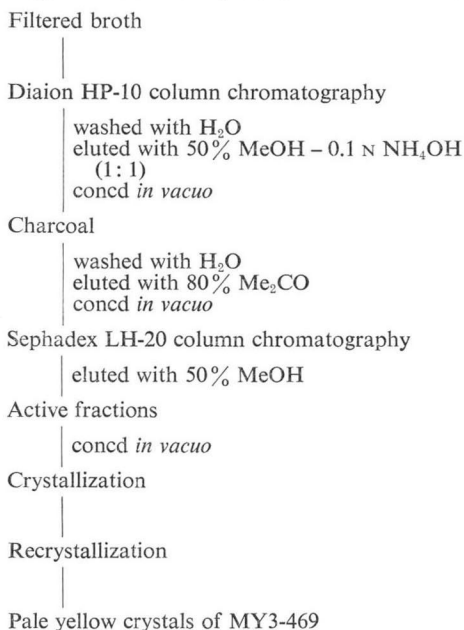 Filtered broth
Diaion HP-10 column chromatography
washed with H₂O
eluted with 50% MeOH – 0.1 N NH₄OH
(1: 1)
concd in vacuo
Charcoal
washed with H₂O
eluted with 80% Me₂CO
concd in vacuo
Sephadex LH-20 column chromatography
eluted with 50% MeOH
Active fractions
concd in vacuo
Crystallization
Recrystallization
Pale yellow crystals of MY3-469